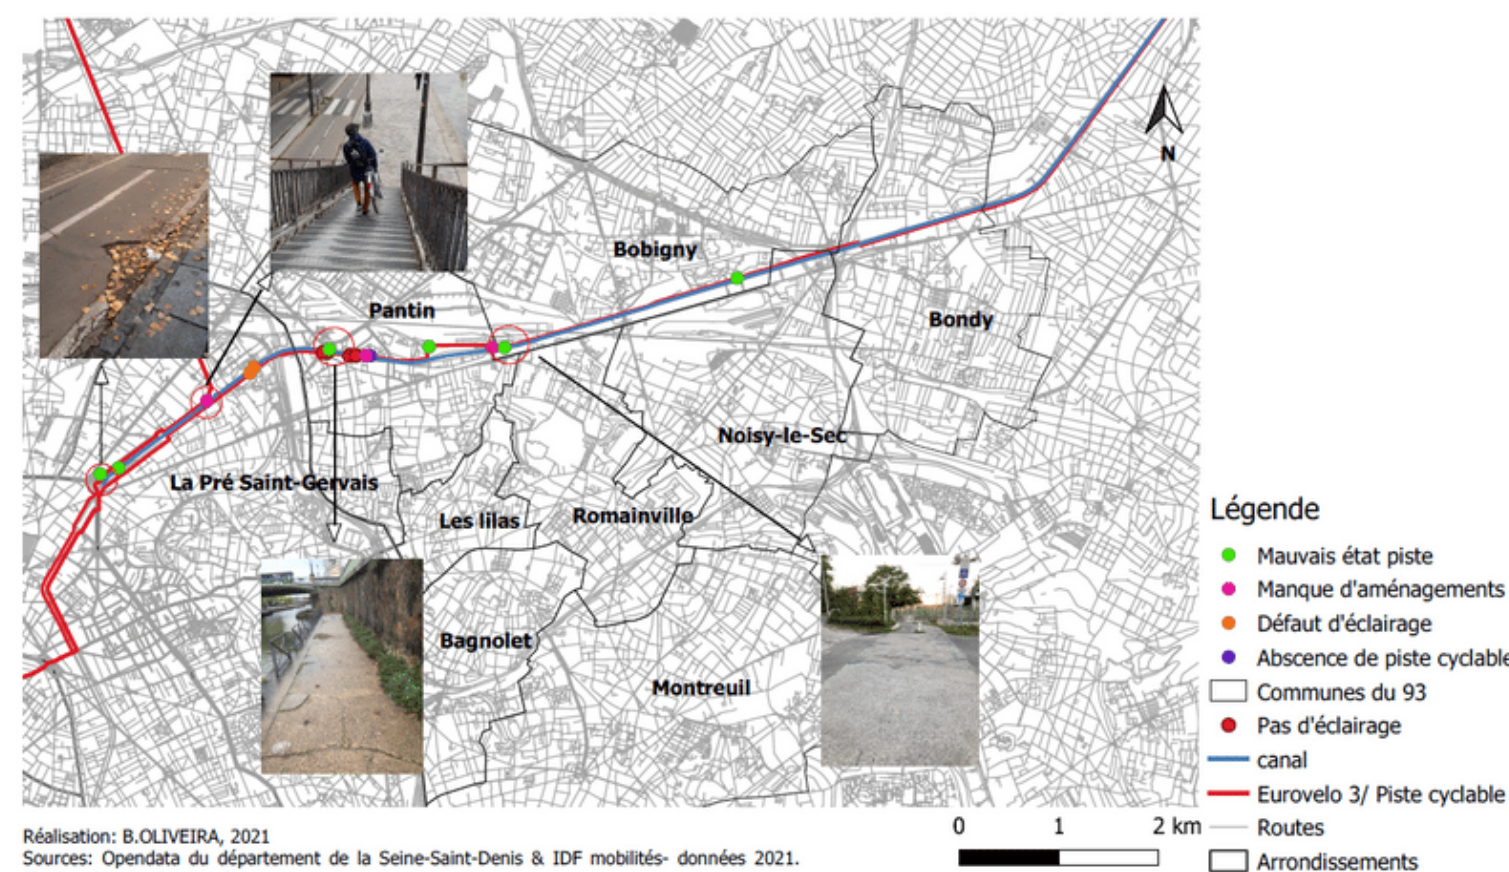 N
Bobigny
Pantin
Bondy
Noisy-le-Sec
La Pré Saint-Gervais
Les lilas
Romainville
Bagnolet
Montreuil
Légende
Mauvais état piste
Manque d'aménagements
Défaut d'éclairage
Abscence de piste cyclable
Communes du 93
Pas d'éclairage
canal
Eurovelo 3/ Piste cyclable
Routes
Arrondissements
0 1 2 km
Réalisation: B.OLIVEIRA, 2021
Sources: Opendata du département de la Seine-Saint-Denis & IDF mobilités- données 2021.